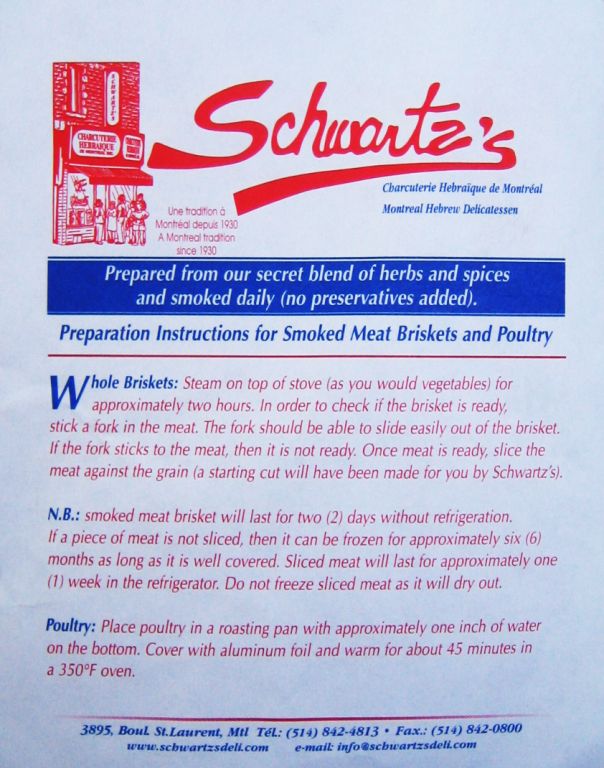 SCHWARTZ'S
CHARCUTERIE
HEBRAIQUE
DE MONTREAL INC.
Schwartz's
Charcuterie Hebraïque de Montréal
Montreal Hebrew Delicatessen
Une tradition à
Montréal depuis 1930
A Montreal tradition
since 1930
Prepared from our secret blend of herbs and spices
and smoked daily (no preservatives added).
Preparation Instructions for Smoked Meat Briskets and Poultry
Whole Briskets: Steam on top of stove (as you would vegetables) for
approximately two hours. In order to check if the brisket is ready,
stick a fork in the meat. The fork should be able to slide easily out of the brisket.
If the fork sticks to the meat, then it is not ready. Once meat is ready, slice the
meat against the grain (a starting cut will have been made for you by Schwartz's).
N.B.: smoked meat brisket will last for two (2) days without refrigeration.
If a piece of meat is not sliced, then it can be frozen for approximately six (6)
months as long as it is well covered. Sliced meat will last for approximately one
(1) week in the refrigerator. Do not freeze sliced meat as it will dry out.
Poultry: Place poultry in a roasting pan with approximately one inch of water
on the bottom. Cover with aluminum foil and warm for about 45 minutes in
a 350°F oven.
3895, Boul. St.Laurent, Mtl Tél.: (514) 842-4813 • Fax.: (514) 842-0800
www.schwartzsdeli.com e-mail: info@schwartzsdeli.com